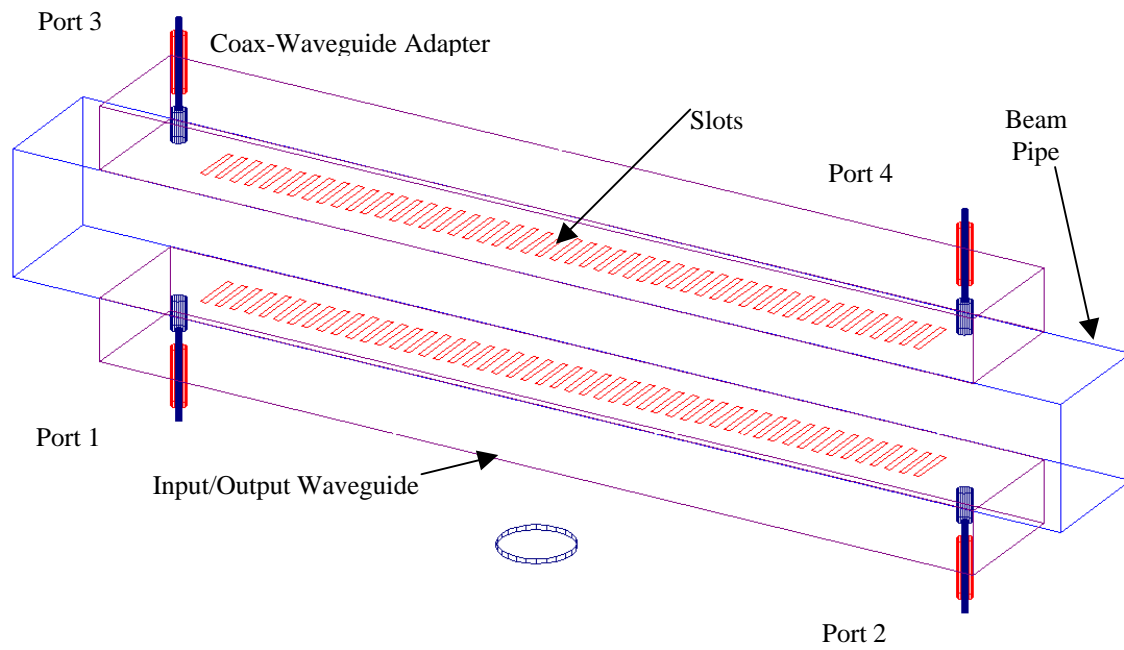 Port 3
Coax-Waveguide Adapter
Slots
Beam
Pipe
Port 4
Port 1
Input/Output Waveguide
Port 2